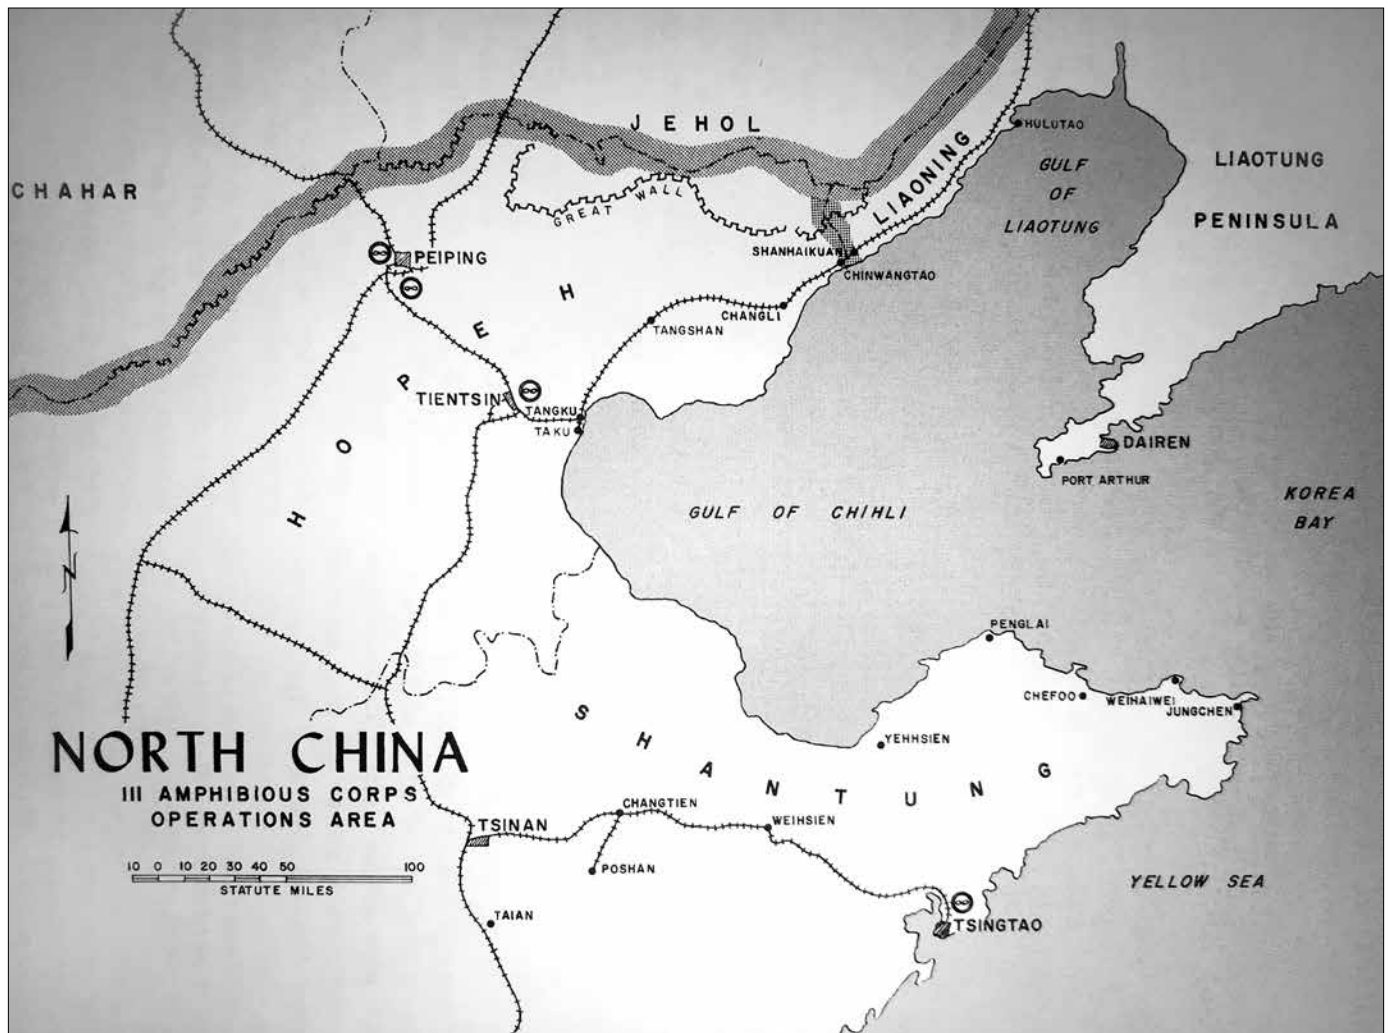 JEHOL
HULUTAO
GULF
OF
LIAOTUNG
LIAOTUNG
PENINSULA
CHAHAR
LIAONING
GREAT WALL
SHANHAIKUAN
CHINWANGTAO
PEIPING
HOPEH
CHANGLI
TANGSHAN
TIENTSIN
TANGKU
TAKU
DAIREN
PORT ARTHUR
KOREA
BAY
GULF OF CHIHLI
N
PENGLAI
CHEFOO
WEIHAIWEI
JUNGCHEN
SHANTUNG
YEHHSIEN
NORTH CHINA
III AMPHIBIOUS CORPS
OPERATIONS AREA
CHANGTIEN
WEIHSIEN
TSINAN
POSHAN
10 0 10 20 30 40 50 100
STATUTE MILES
YELLOW SEA
TAIAN
TSINGTAO